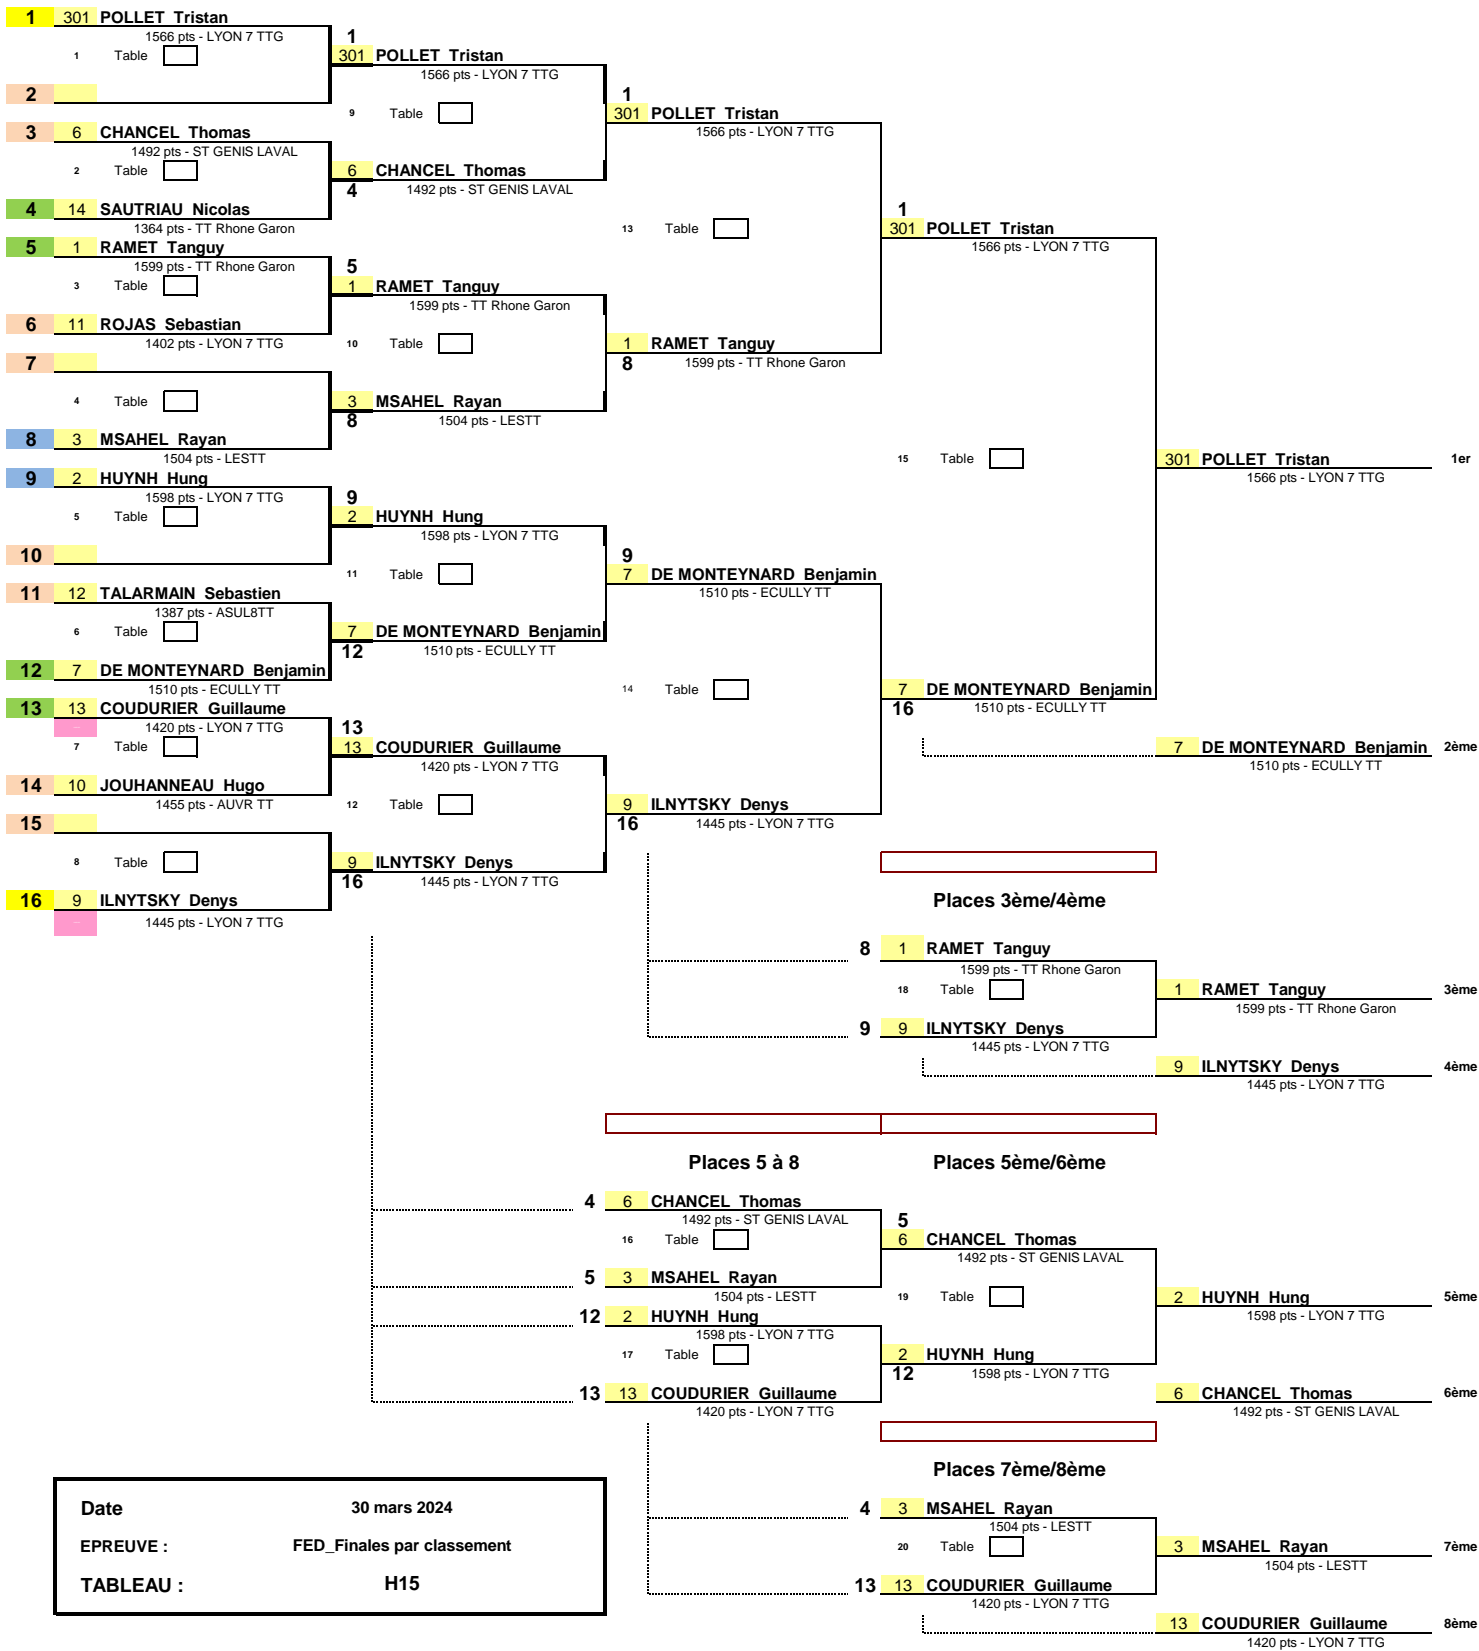 1 301 POLLET Tristan
1566 pts - LYON 7 TTG
1 Table
2
3 6 CHANCEL Thomas
1492 pts - ST GENIS LAVAL
2 Table
4 14 SAUTRIAU Nicolas
1364 pts - TT Rhone Garon
5 1 RAMET Tanguy
1599 pts - TT Rhone Garon
3 Table
6 11 ROJAS Sebastian
1402 pts - LYON 7 TTG
7
4 Table
8 3 MSAHEL Rayan
1504 pts - LESTT
9 2 HUYNH Hung
1598 pts - LYON 7 TTG
5 Table
10
11 12 TALARMAIN Sebastien
1387 pts - ASUL8TT
6 Table
12 7 DE MONTEYNARD Benjamin
1510 pts - ECULLY TT
13 13 COUDURIER Guillaume
1420 pts - LYON 7 TTG
7 Table
14 10 JOUHANNEAU Hugo
1455 pts - AUVR TT
15
8 Table
16 9 ILNYTSKY Denys
1445 pts - LYON 7 TTG
1
301 POLLET Tristan
1566 pts - LYON 7 TTG
9 Table
6 CHANCEL Thomas
4 1492 pts - ST GENIS LAVAL
5
1 RAMET Tanguy
1599 pts - TT Rhone Garon
10 Table
3 MSAHEL Rayan
8 1504 pts - LESTT
9
2 HUYNH Hung
1598 pts - LYON 7 TTG
11 Table
7 DE MONTEYNARD Benjamin
12 1510 pts - ECULLY TT
13
13 COUDURIER Guillaume
1420 pts - LYON 7 TTG
12 Table
9 ILNYTSKY Denys
16 1445 pts - LYON 7 TTG
1
301 POLLET Tristan
1566 pts - LYON 7 TTG
13 Table
1 RAMET Tanguy
8 1599 pts - TT Rhone Garon
9
7 DE MONTEYNARD Benjamin
1510 pts - ECULLY TT
14 Table
9 ILNYTSKY Denys
16 1445 pts - LYON 7 TTG
1
301 POLLET Tristan
1566 pts - LYON 7 TTG
15 Table
7 DE MONTEYNARD Benjamin
16 1510 pts - ECULLY TT
301 POLLET Tristan 1er
1566 pts - LYON 7 TTG
7 DE MONTEYNARD Benjamin 2ème
1510 pts - ECULLY TT
Places 3ème/4ème
8 1 RAMET Tanguy
1599 pts - TT Rhone Garon
18 Table
9 9 ILNYTSKY Denys
1445 pts - LYON 7 TTG
1 RAMET Tanguy 3ème
1599 pts - TT Rhone Garon
9 ILNYTSKY Denys 4ème
1445 pts - LYON 7 TTG
Places 5 à 8
4 6 CHANCEL Thomas
1492 pts - ST GENIS LAVAL
16 Table
5 3 MSAHEL Rayan
1504 pts - LESTT
12 2 HUYNH Hung
1598 pts - LYON 7 TTG
17 Table
13 13 COUDURIER Guillaume
1420 pts - LYON 7 TTG
Places 5ème/6ème
5
6 CHANCEL Thomas
1492 pts - ST GENIS LAVAL
19 Table
2 HUYNH Hung
12 1598 pts - LYON 7 TTG
2 HUYNH Hung 5ème
1598 pts - LYON 7 TTG
6 CHANCEL Thomas 6ème
1492 pts - ST GENIS LAVAL
Places 7ème/8ème
4 3 MSAHEL Rayan
1504 pts - LESTT
20 Table
13 13 COUDURIER Guillaume
1420 pts - LYON 7 TTG
3 MSAHEL Rayan 7ème
1504 pts - LESTT
13 COUDURIER Guillaume 8ème
1420 pts - LYON 7 TTG
Date 30 mars 2024
EPREUVE : FED_Finales par classement
TABLEAU : H15